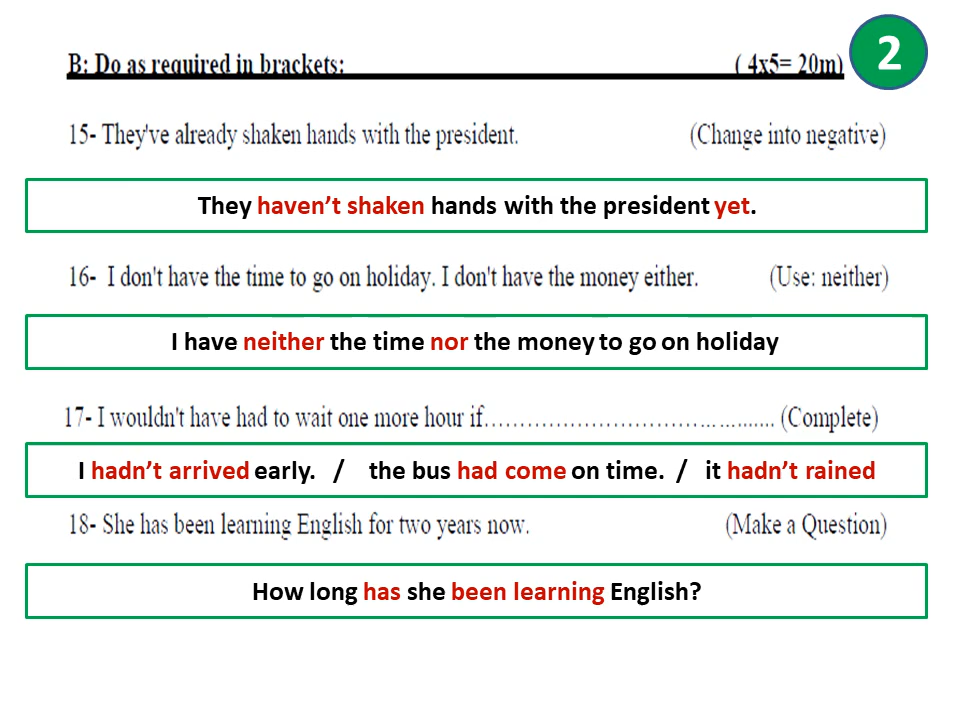 B: Do as required in brackets: ( 4x5= 20m)
2
15- They've already shaken hands with the president. (Change into negative)
They haven’t shaken hands with the president yet.
16- I don't have the time to go on holiday. I don't have the money either. (Use: neither)
I have neither the time nor the money to go on holiday
17- I wouldn't have had to wait one more hour if………………………………...…....... (Complete)
I hadn’t arrived early. / the bus had come on time. / it hadn’t rained
18- She has been learning English for two years now. (Make a Question)
How long has she been learning English?